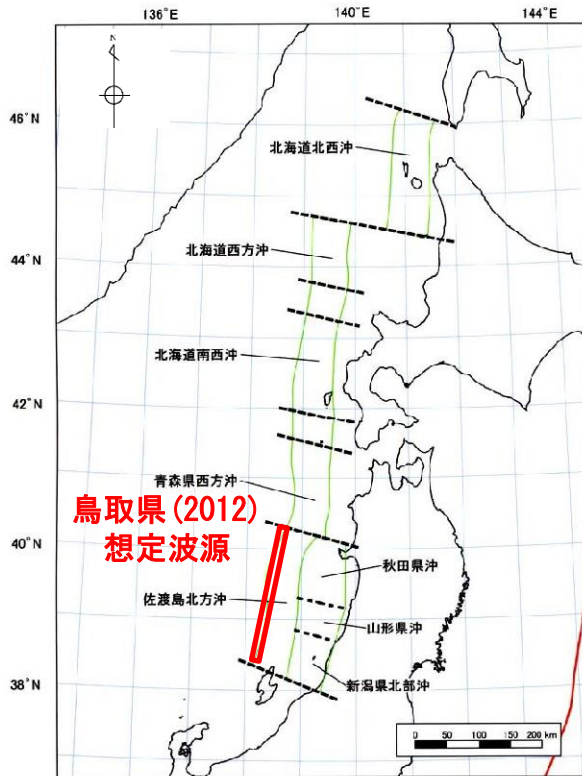 136°E
140°E
144°E
N
46°N
北海道北西沖
44°N
北海道西方沖
北海道南西沖
42°N
青森県西方沖
鳥取県(2012)
想定波源
40°N
秋田県沖
佐渡島北方沖
山形県沖
新潟県北部沖
38°N
0 50 100 150 200 km